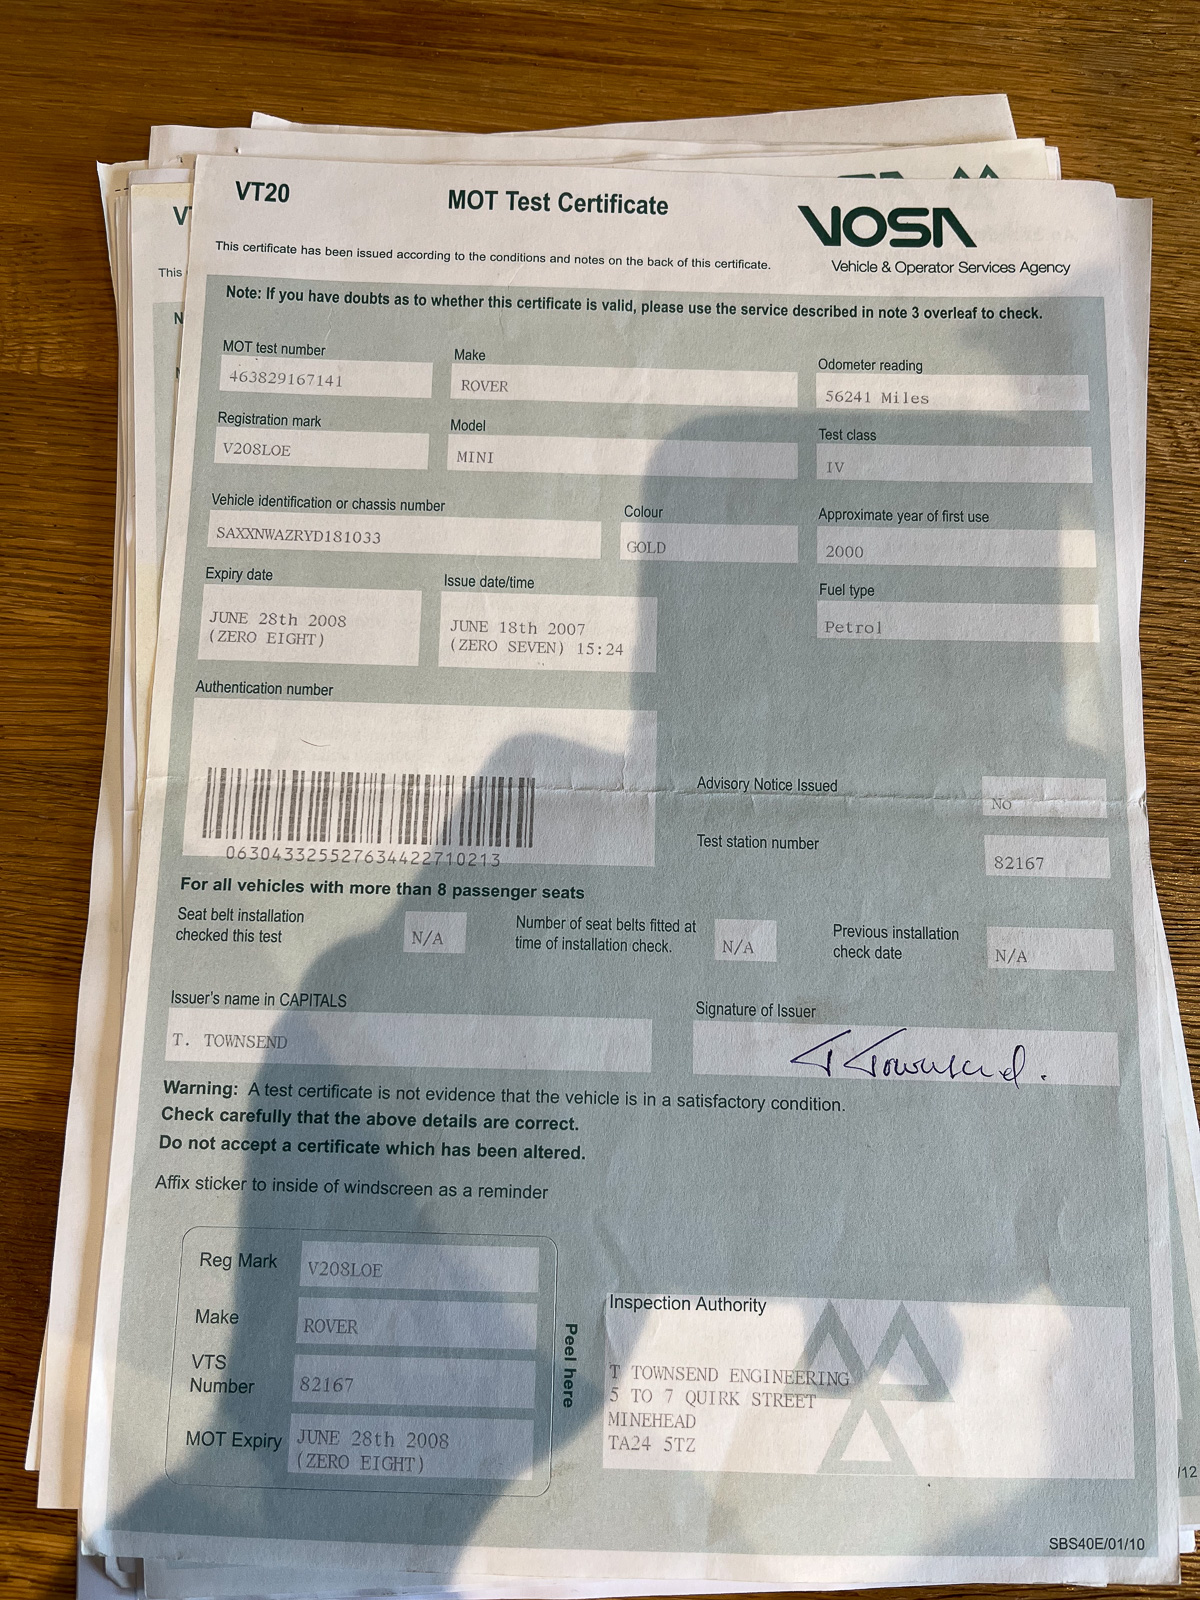 VT20
MOT Test Certificate
VOSA
Vehicle & Operator Services Agency
This certificate has been issued according to the conditions and notes on the back of this certificate.
Note: If you have doubts as to whether this certificate is valid, please use the service described in note 3 overleaf to check.
MOT test number
463829167141
Make
ROVER
Odometer reading
56241 Miles
Registration mark
V208LOE
Model
MINI
Test class
IV
Vehicle identification or chassis number
SAXXNWAZRYD181033
Colour
GOLD
Approximate year of first use
2000
Expiry date
JUNE 28th 2008
(ZERO EIGHT)
Issue date/time
JUNE 18th 2007
(ZERO SEVEN) 15:24
Fuel type
Petrol
Authentication number
063043325527634422710213
Advisory Notice Issued
No
Test station number
82167
For all vehicles with more than 8 passenger seats
Seat belt installation
checked this test
N/A
Number of seat belts fitted at
time of installation check.
N/A
Previous installation
check date
N/A
Issuer's name in CAPITALS
T. TOWNSEND
Signature of Issuer
T Townsend.
Warning: A test certificate is not evidence that the vehicle is in a satisfactory condition.
Check carefully that the above details are correct.
Do not accept a certificate which has been altered.
Affix sticker to inside of windscreen as a reminder
Reg Mark
V208LOE
Make
ROVER
VTS
Number
82167
MOT Expiry
JUNE 28th 2008
(ZERO EIGHT)
Peel here
Inspection Authority
T TOWNSEND ENGINEERING
5 TO 7 QUIRK STREET
MINEHEAD
TA24 5TZ
SBS40E/01/10
This
/12